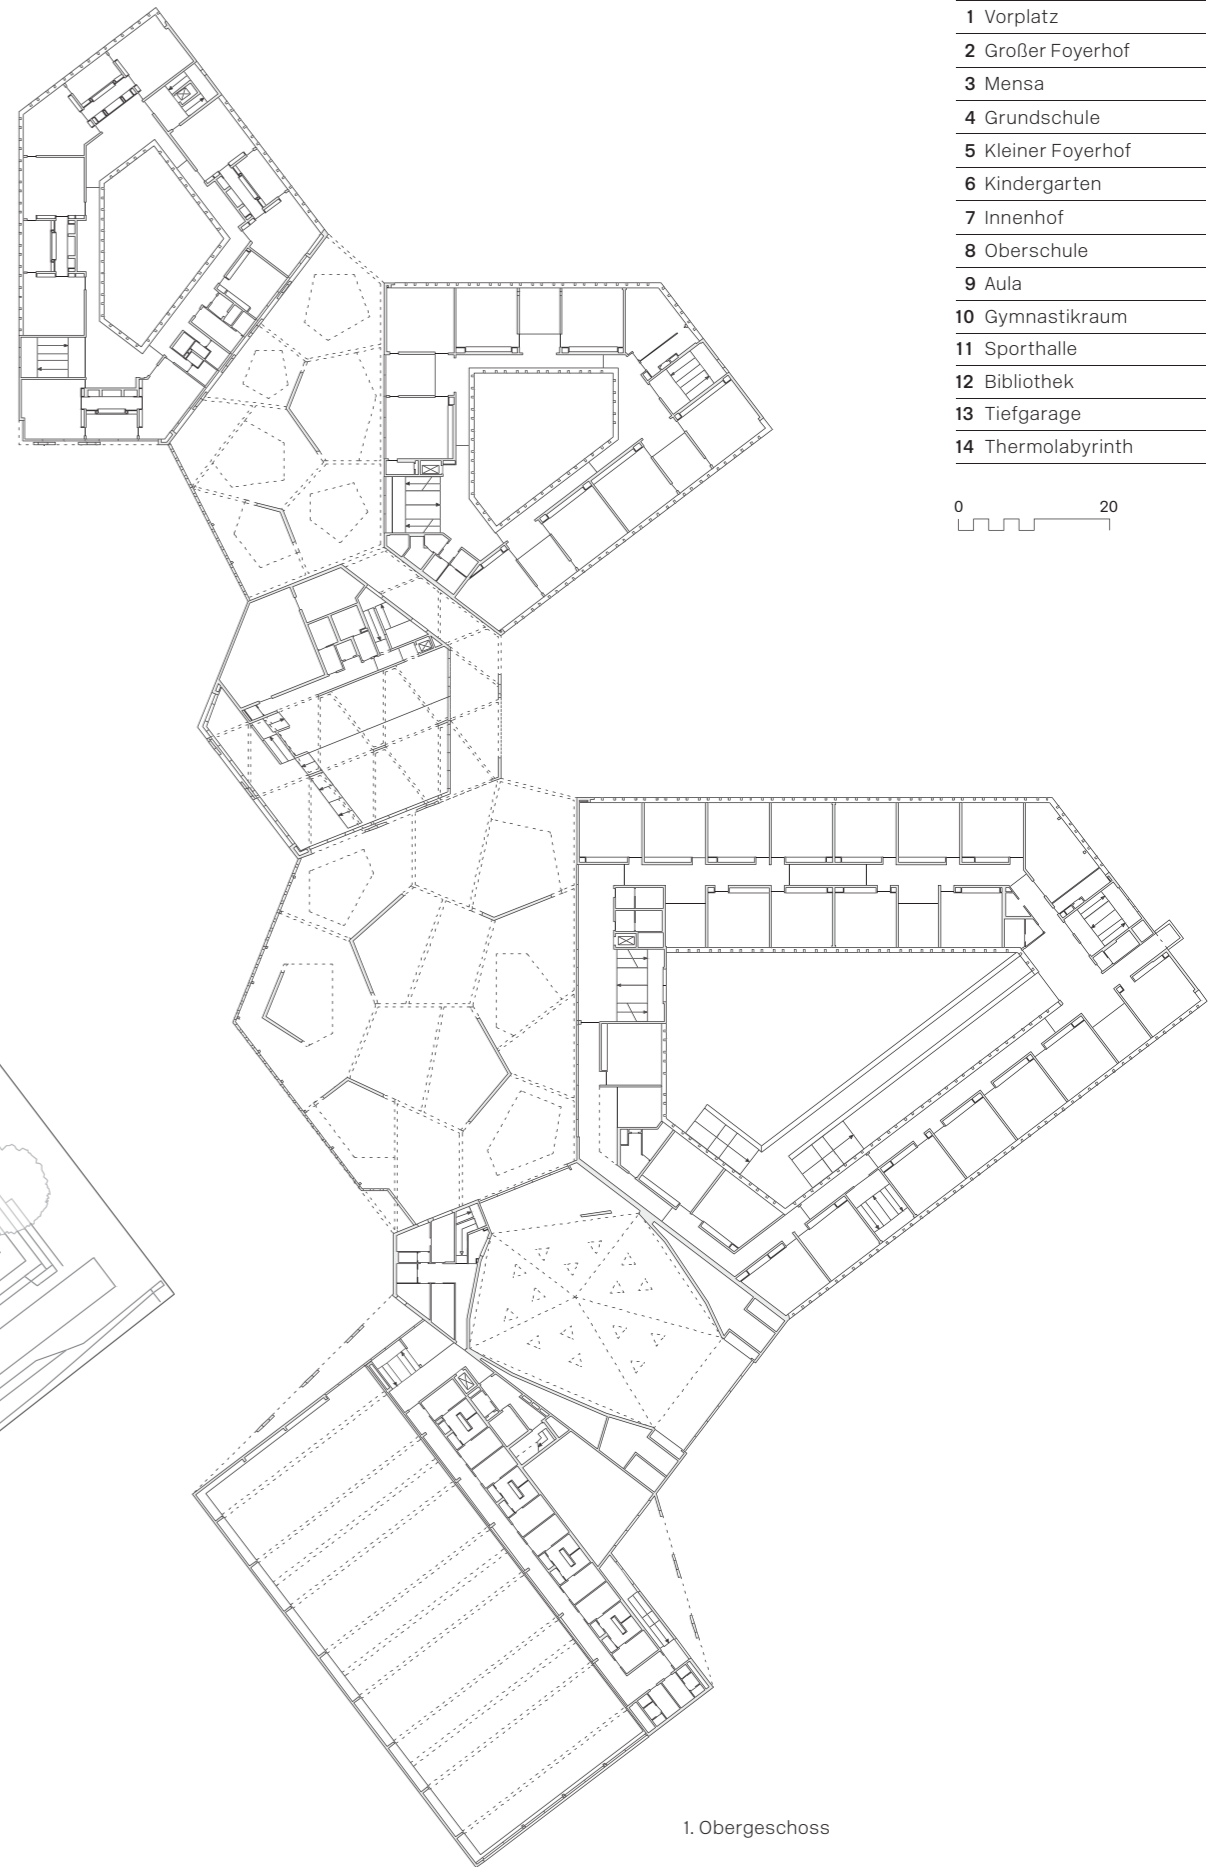 1 Vorplatz
2 Großer Foyerhof
3 Mensa
4 Grundschule
5 Kleiner Foyerhof
6 Kindergarten
7 Innenhof
8 Oberschule
9 Aula
10 Gymnastikraum
11 Sporthalle
12 Bibliothek
13 Tiefgarage
14 Thermolabyrinth
0 20
1. Obergeschoss